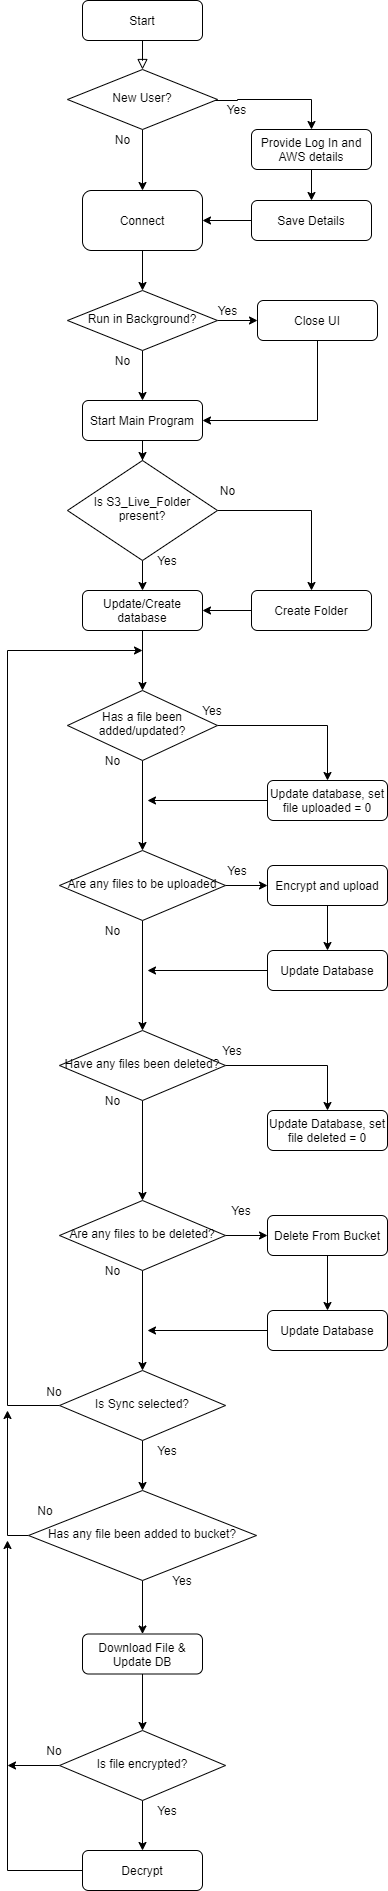 Start
New User?
Yes
No
Provide Log In and
AWS details
Connect
Save Details
Run in Background?
Yes
Close UI
No
Start Main Program
Is S3_Live_Folder
present?
No
Yes
Update/Create
database
Create Folder
Has a file been
added/updated?
Yes
No
Update database, set
file uploaded = 0
Are any files to be uploaded
Yes
Encrypt and upload
No
Update Database
Have any files been deleted?
Yes
No
Update Database, set
file deleted = 0
Are any files to be deleted?
Yes
Delete From Bucket
No
Update Database
Is Sync selected?
No
Yes
No
Has any file been added to bucket?
Yes
Download File &
Update DB
No
Is file encrypted?
Yes
Decrypt